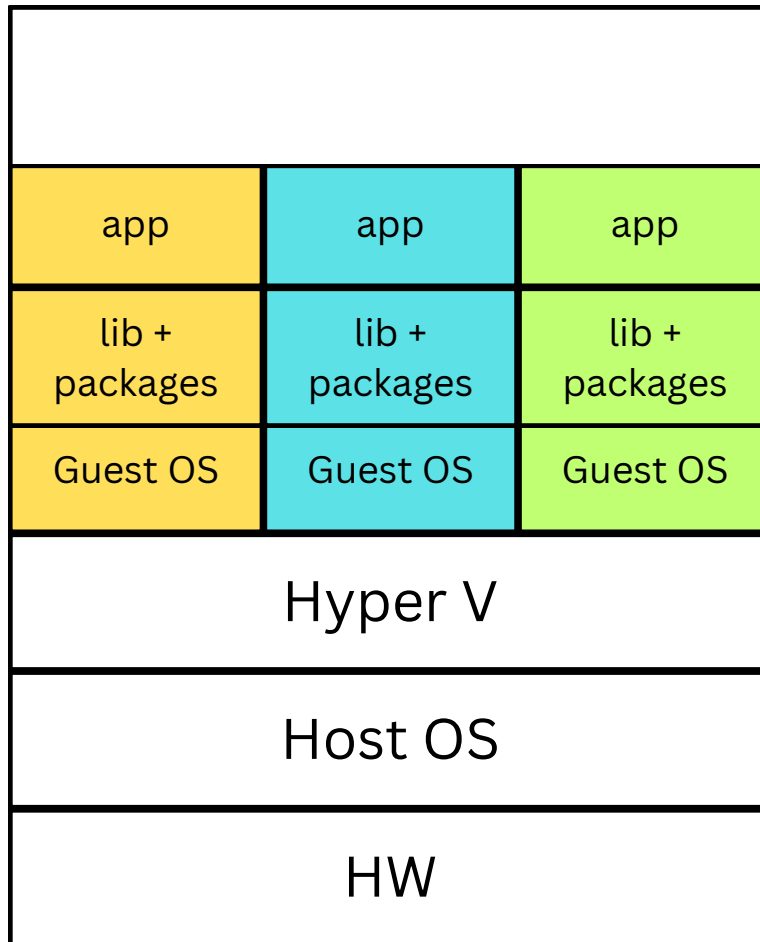 app
app
app
lib +
packages
lib +
packages
lib +
packages
Guest OS
Guest OS
Guest OS
Hyper V
Host OS
HW